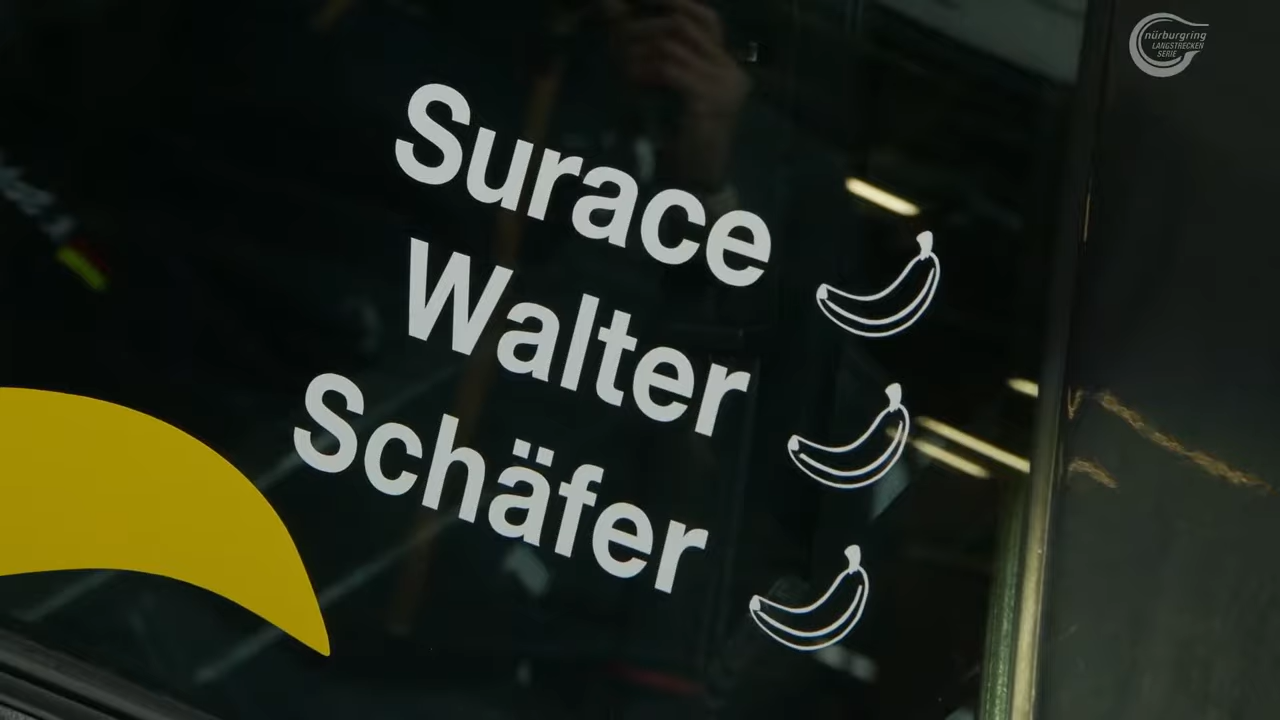 nürburgring
LANGSTRECKEN
SERIE
Surace
Walter
Schäfer